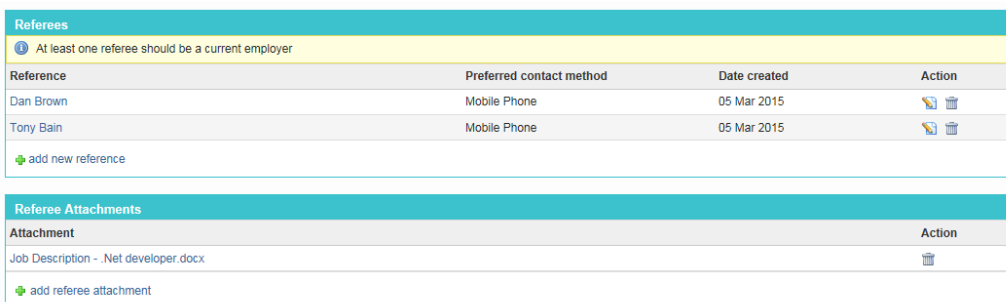 Referees
At least one referee should be a current employer
Reference Preferred contact method Date created Action
Dan Brown Mobile Phone 05 Mar 2015
Tony Bain Mobile Phone 05 Mar 2015
add new reference
Referee Attachments
Attachment Action
Job Description - .Net developer.docx
add referee attachment